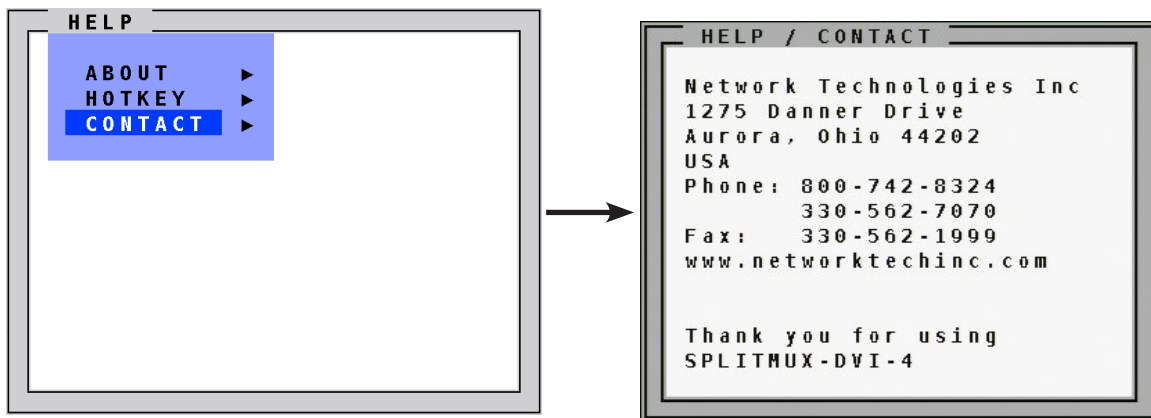 HELP
ABOUT ►
HOTKEY ►
CONTACT ►
HELP / CONTACT
Network Technologies Inc
1275 Danner Drive
Aurora, Ohio 44202
USA
Phone: 800-742-8324
330-562-7070
Fax: 330-562-1999
www.networktechinc.com
Thank you for using
SPLITMUX-DVI-4